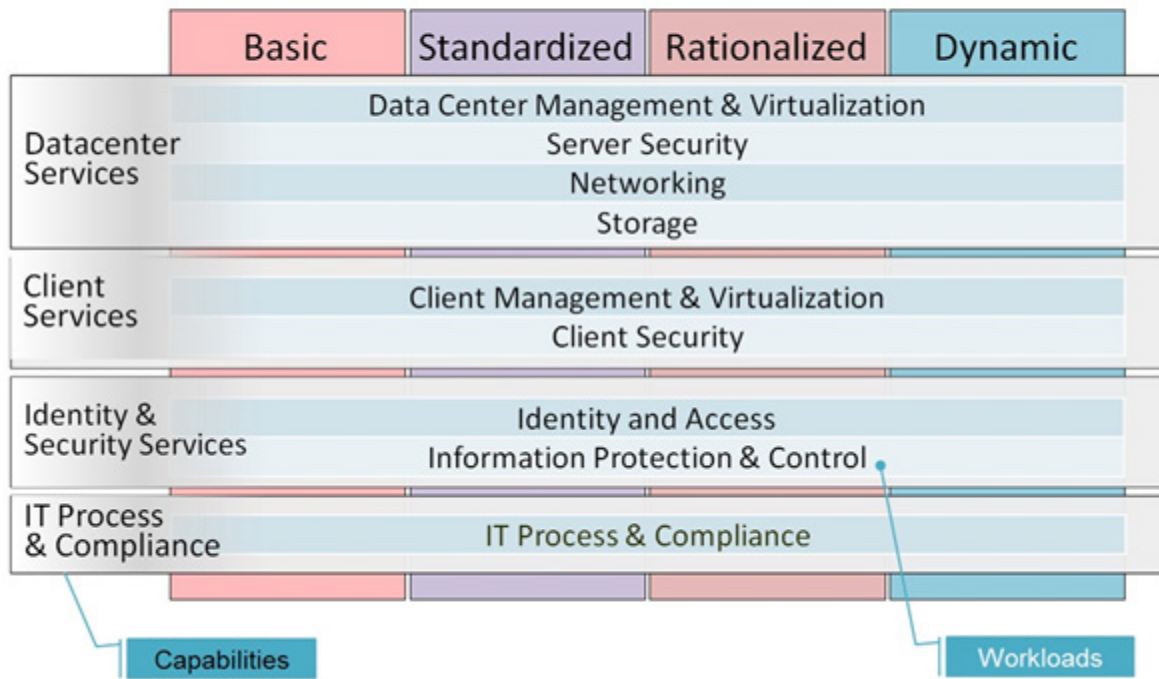 Basic
Standardized
Rationalized
Dynamic
Datacenter
Services
Data Center Management & Virtualization
Server Security
Networking
Storage
Client
Services
Client Management & Virtualization
Client Security
Identity &
Security Services
Identity and Access
Information Protection & Control
IT Process
& Compliance
IT Process & Compliance
Capabilities
Workloads